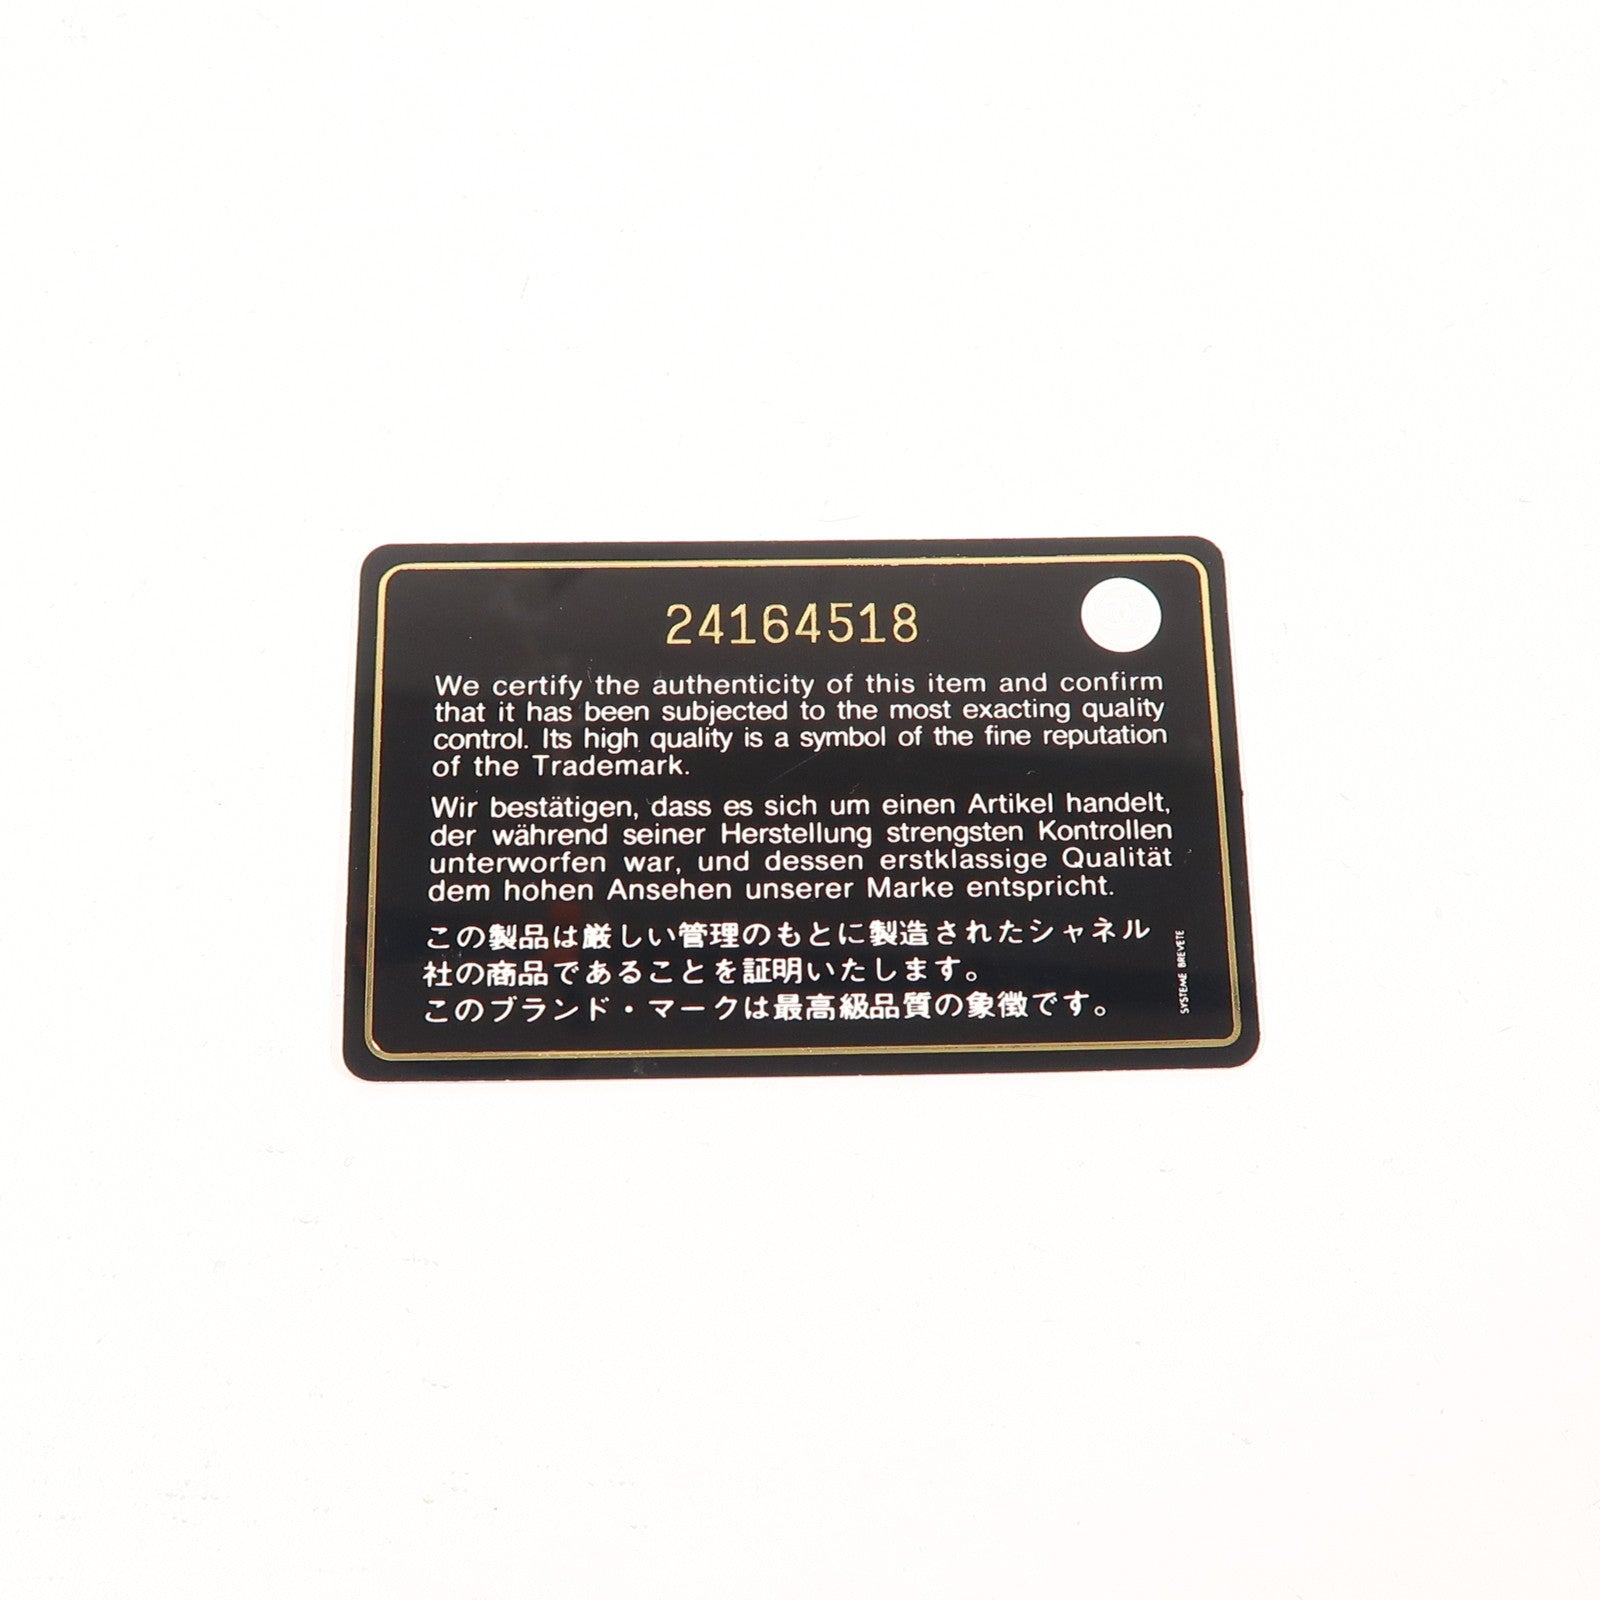 24164518
We certify the authenticity of this item and confirm
that it has been subjected to the most exacting quality
control. Its high quality is a symbol of the fine reputation
of the Trademark.
Wir bestätigen, dass es sich um einen Artikel handelt,
der während seiner Herstellung strengsten Kontrollen
unterworfen war, und dessen erstklassige Qualität
dem hohen Ansehen unserer Marke entspricht.
この製品は厳しい管理のもとに製造されたシャネル
社の商品であることを証明いたします。
このブランド・マークは最高級品質の象徴です。
SYSTEME BREVETE